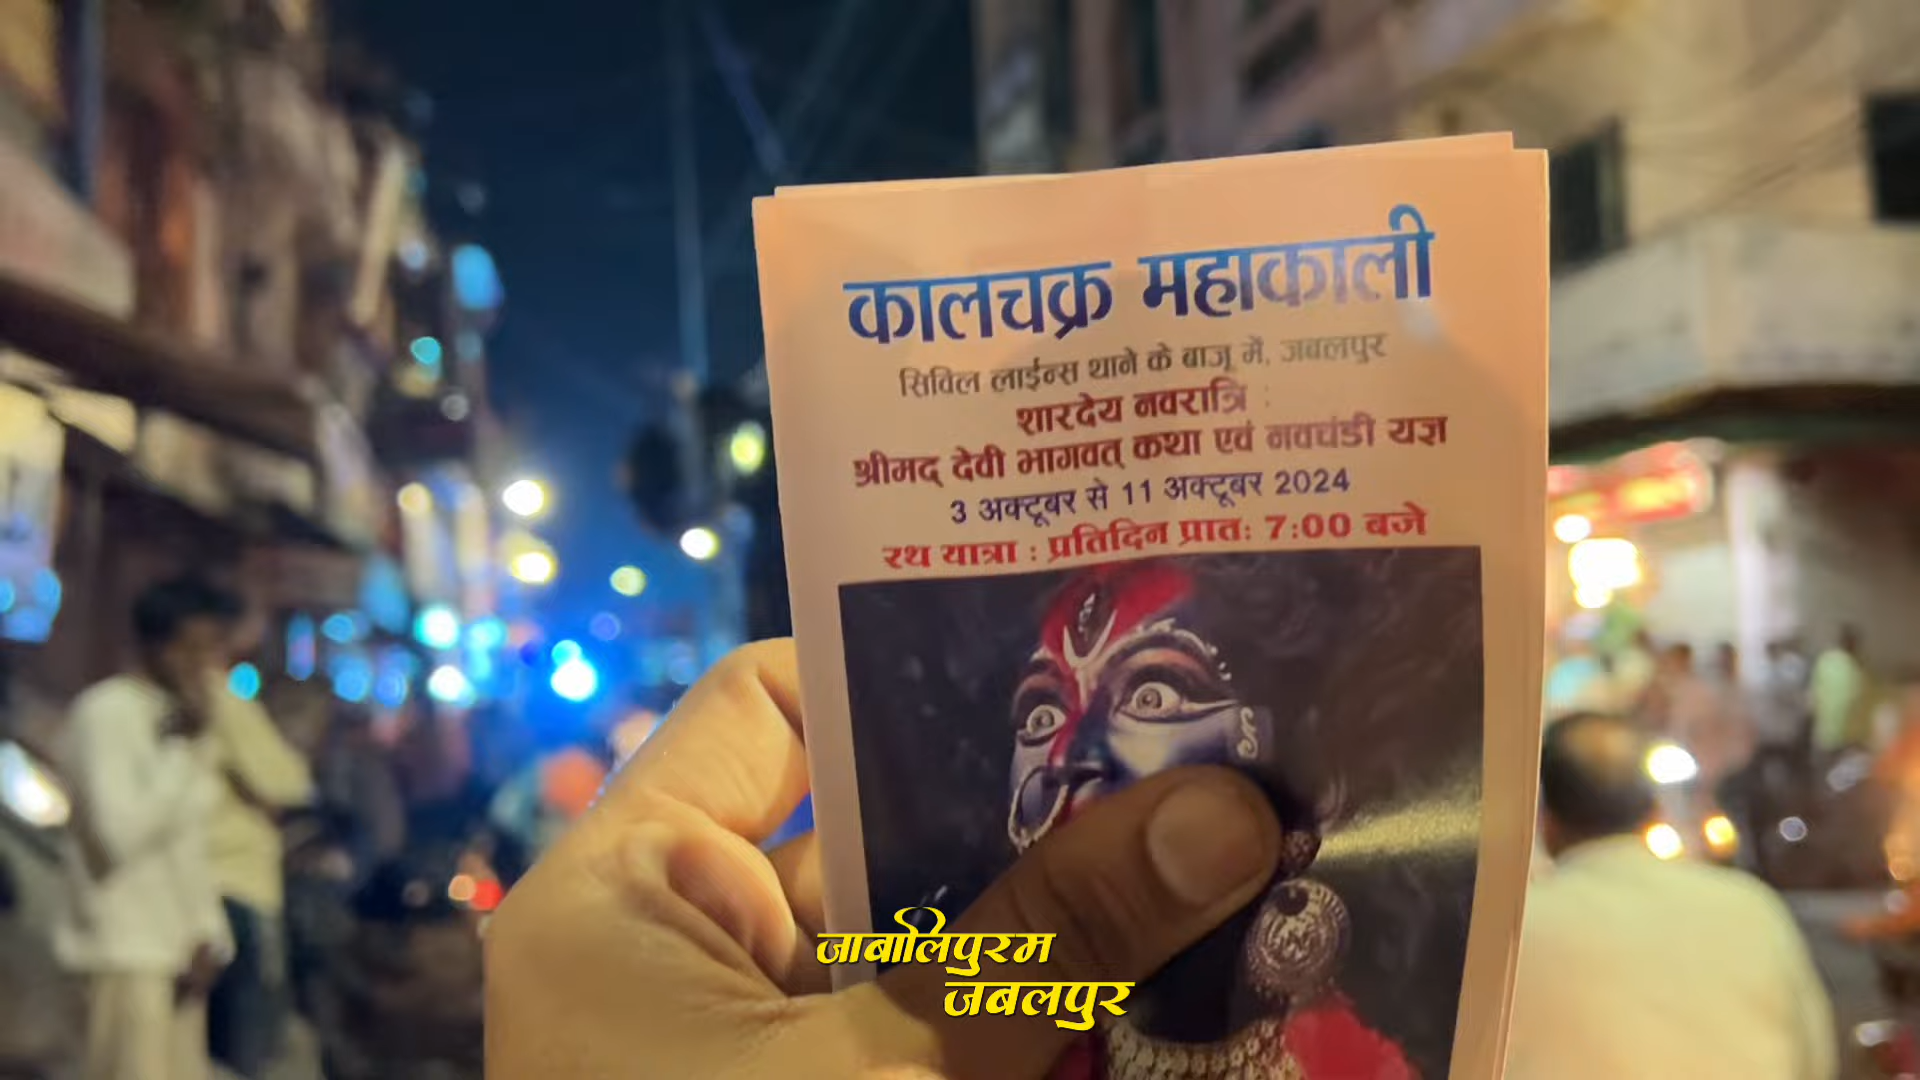 कालचक्र महाकाली
सिविल लाईन्स थाने के बाजू में, जबलपुर
शारदेय नवरात्रि :
श्रीमद् देवी भागवत् कथा एवं नवचंडी यज्ञ
3 अक्टूबर से 11 अक्टूबर 2024
रथ यात्रा : प्रतिदिन प्रातः 7:00 बजे
जाबालिपुरम
जबलपुर